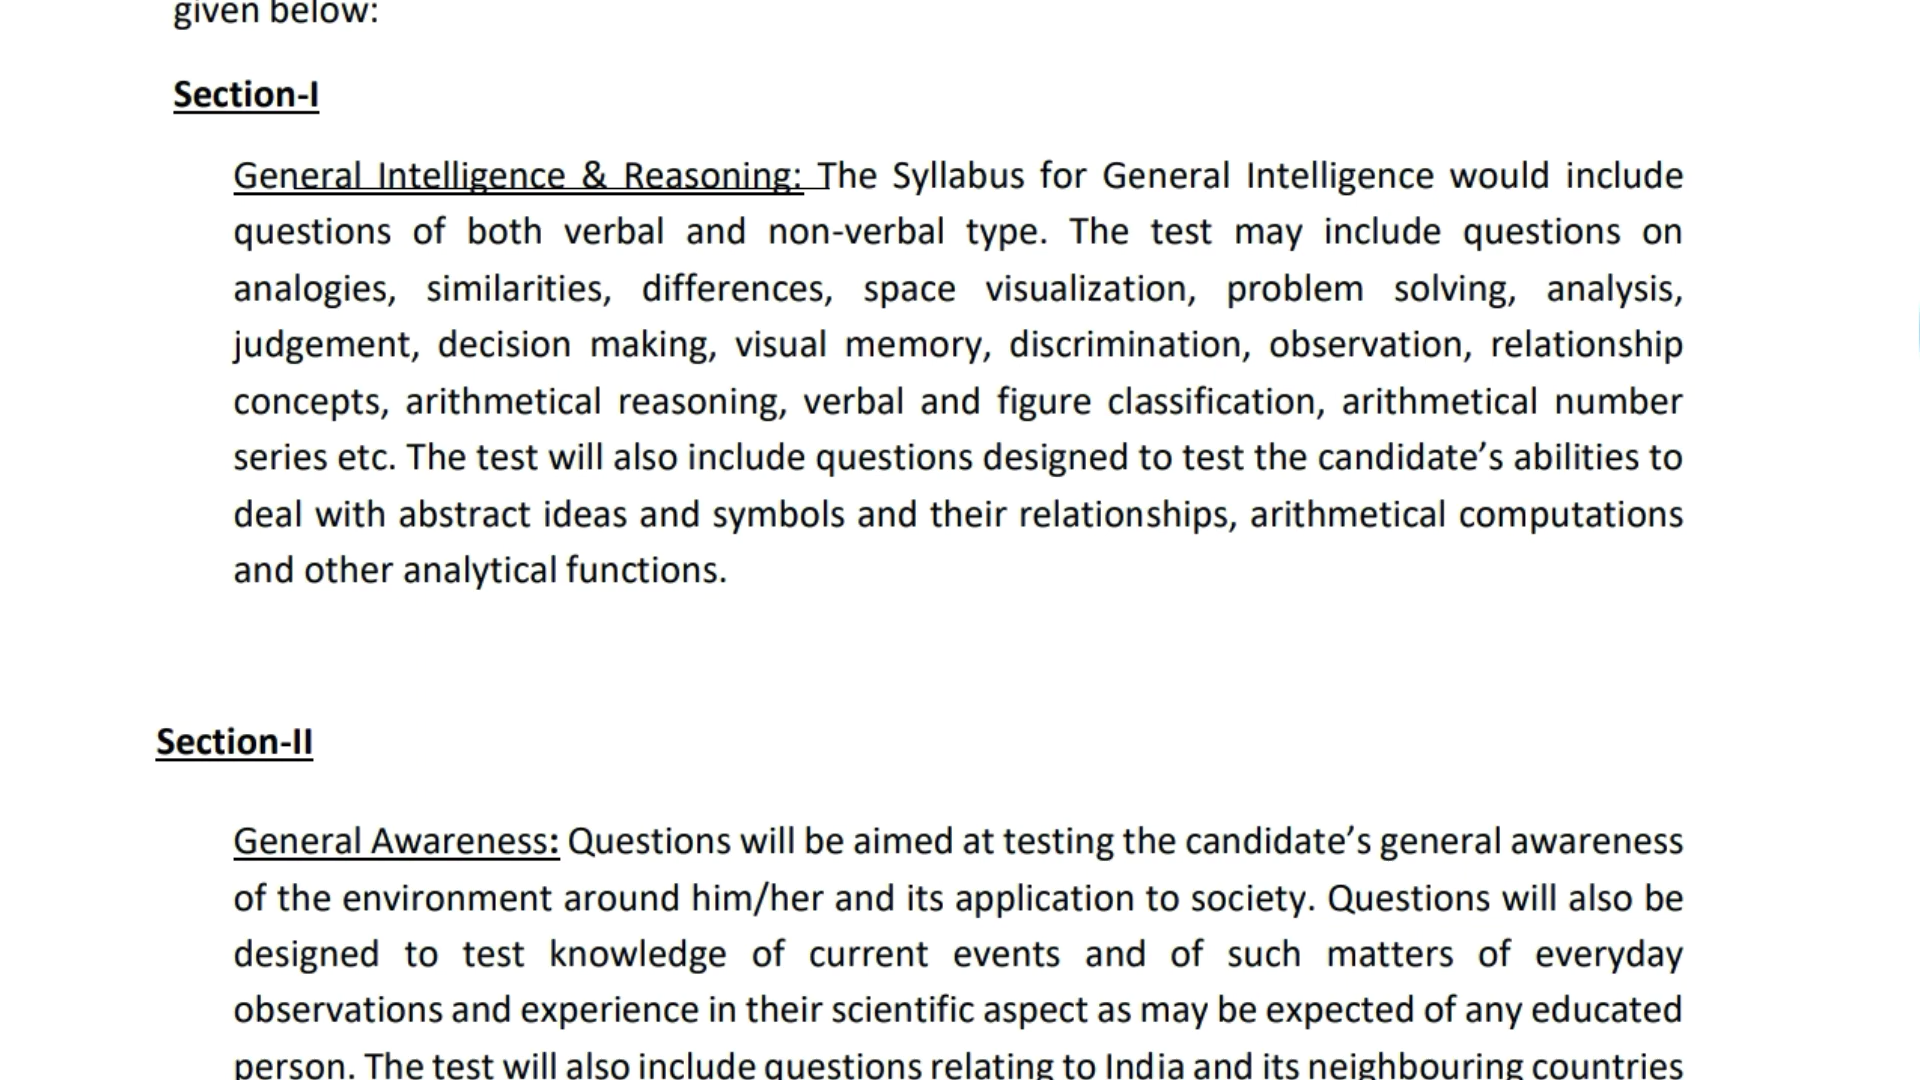 given below:
Section-I
General Intelligence & Reasoning: The Syllabus for General Intelligence would include
questions of both verbal and non-verbal type. The test may include questions on
analogies, similarities, differences, space visualization, problem solving, analysis,
judgement, decision making, visual memory, discrimination, observation, relationship
concepts, arithmetical reasoning, verbal and figure classification, arithmetical number
series etc. The test will also include questions designed to test the candidate’s abilities to
deal with abstract ideas and symbols and their relationships, arithmetical computations
and other analytical functions.
Section-II
General Awareness: Questions will be aimed at testing the candidate’s general awareness
of the environment around him/her and its application to society. Questions will also be
designed to test knowledge of current events and of such matters of everyday
observations and experience in their scientific aspect as may be expected of any educated
person. The test will also include questions relating to India and its neighbouring countries